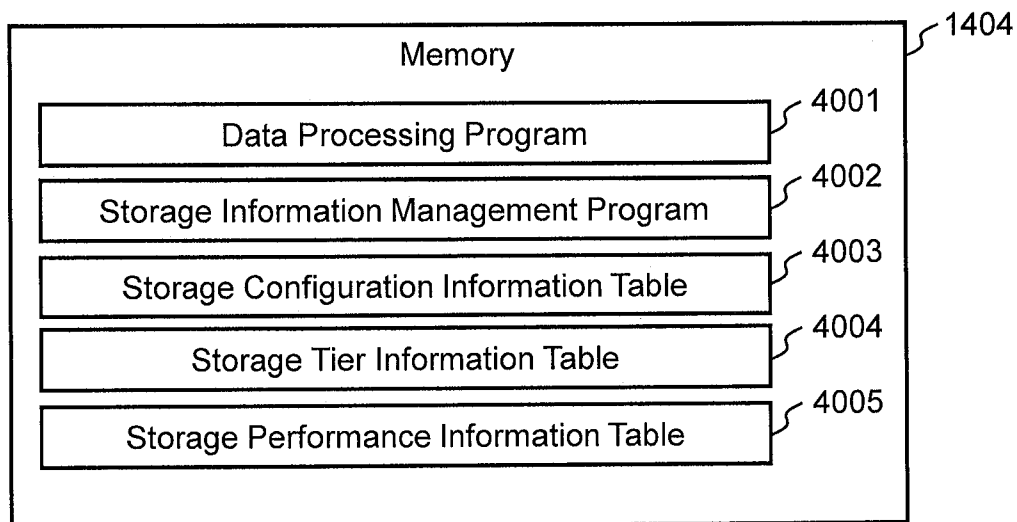 1404
Memory
4001
Data Processing Program
4002
Storage Information Management Program
4003
Storage Configuration Information Table
4004
Storage Tier Information Table
4005
Storage Performance Information Table